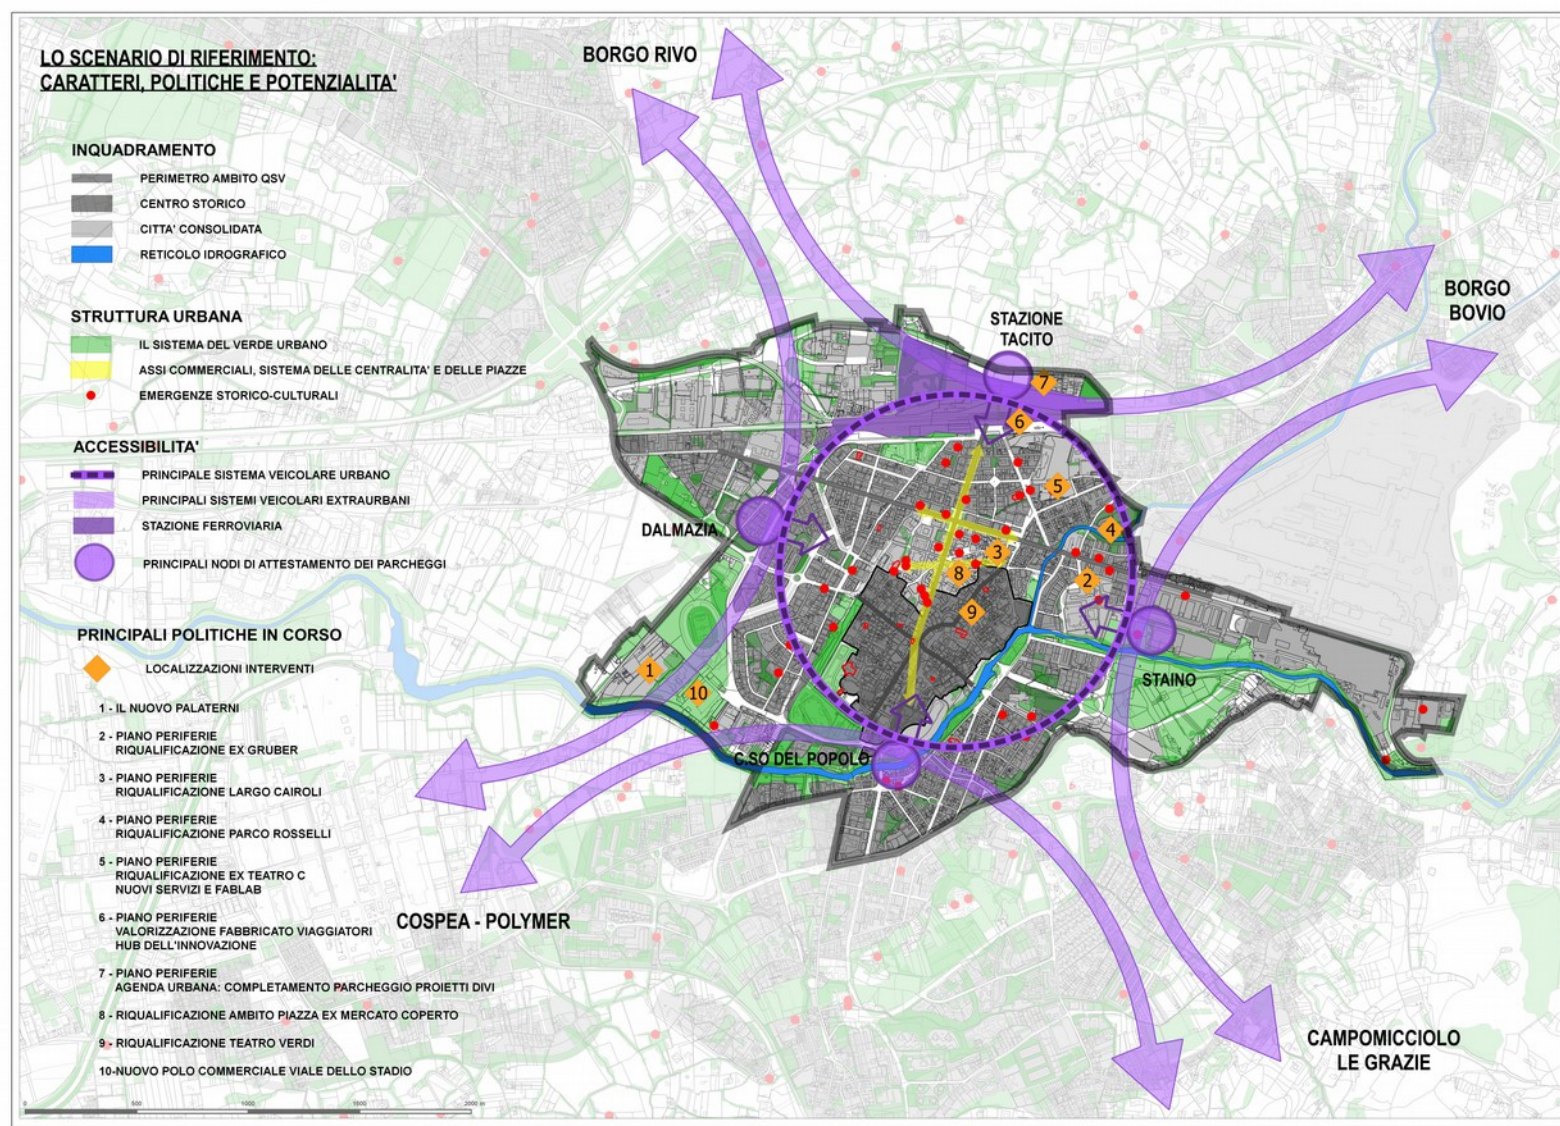 LO SCENARIO DI RIFERIMENTO:
CARATTERI, POLITICHE E POTENZIALITA'
INQUADRAMENTO
PERIMETRO AMBITO QSV
CENTRO STORICO
CITTA' CONSOLIDATA
RETICOLO IDROGRAFICO
STRUTTURA URBANA
IL SISTEMA DEL VERDE URBANO
ASSI COMMERCIALI, SISTEMA DELLE CENTRALITA' E DELLE PIAZZE
EMERGENZE STORICO-CULTURALI
ACCESSIBILITA'
PRINCIPALE SISTEMA VEICOLARE URBANO
PRINCIPALI SISTEMI VEICOLARI EXTRAURBANI
STAZIONE FERROVIARIA
PRINCIPALI NODI DI ATTESTAMENTO DEI PARCHEGGI
PRINCIPALI POLITICHE IN CORSO
LOCALIZZAZIONI INTERVENTI
1 - IL NUOVO PALATERNI
2 - PIANO PERIFERIE
RIQUALIFICAZIONE EX GRUBER
3 - PIANO PERIFERIE
RIQUALIFICAZIONE LARGO CAIROLI
4 - PIANO PERIFERIE
RIQUALIFICAZIONE PARCO ROSSELLI
5 - PIANO PERIFERIE
RIQUALIFICAZIONE EX TEATRO C
NUOVI SERVIZI E FABLAB
6 - PIANO PERIFERIE
VALORIZZAZIONE FABBRICATO VIAGGIATORI
HUB DELL'INNOVAZIONE
7 - PIANO PERIFERIE
AGENDA URBANA: COMPLETAMENTO PARCHEGGIO PROIETTI DIVI
8 - RIQUALIFICAZIONE AMBITO PIAZZA EX MERCATO COPERTO
9 - RIQUALIFICAZIONE TEATRO VERDI
10-NUOVO POLO COMMERCIALE VIALE DELLO STADIO
0 500 1000 1500 2000 m
BORGO RIVO
BORGO
BOVIO
STAZIONE
TACITO
7
6
5
4
DALMAZIA
3
8
2
9
1
10
STAINO
C.SO DEL POPOLO
COSPEA - POLYMER
CAMPOMICCIOLO
LE GRAZIE